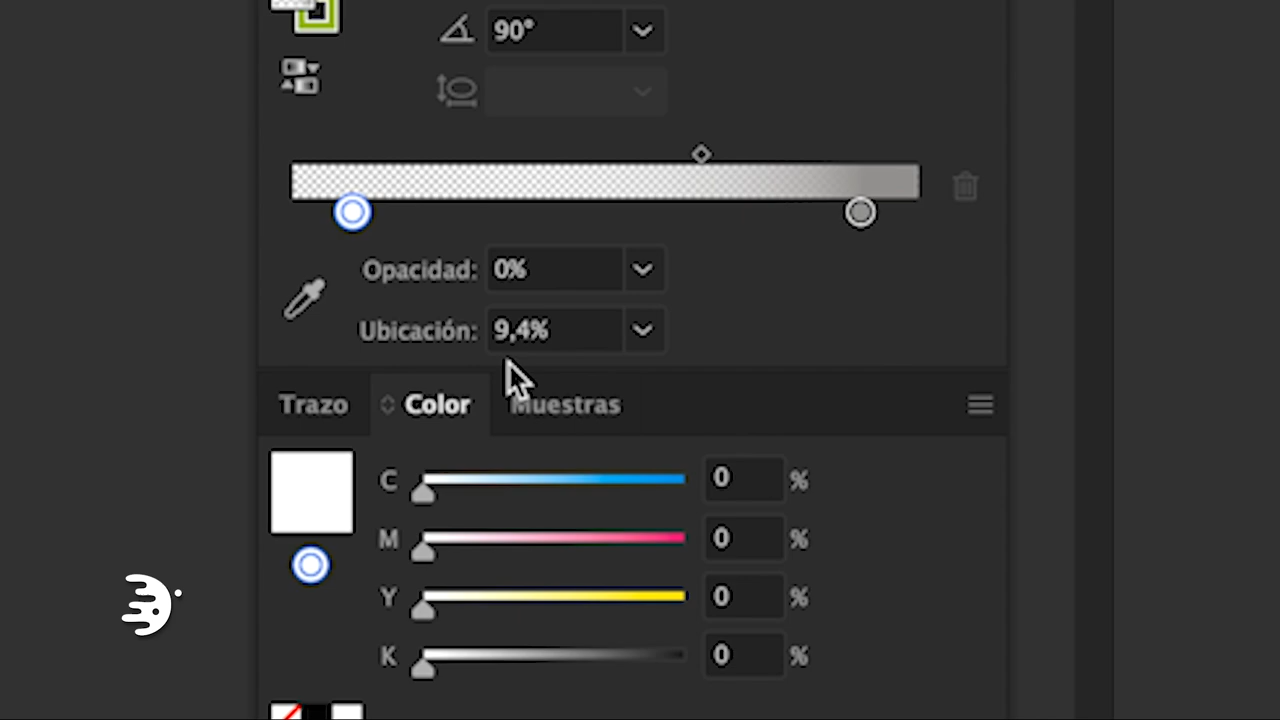 90°
Opacidad: 0%
Ubicación: 9,4%
Trazo Color Muestras
C 0 %
M 0 %
Y 0 %
K 0 %